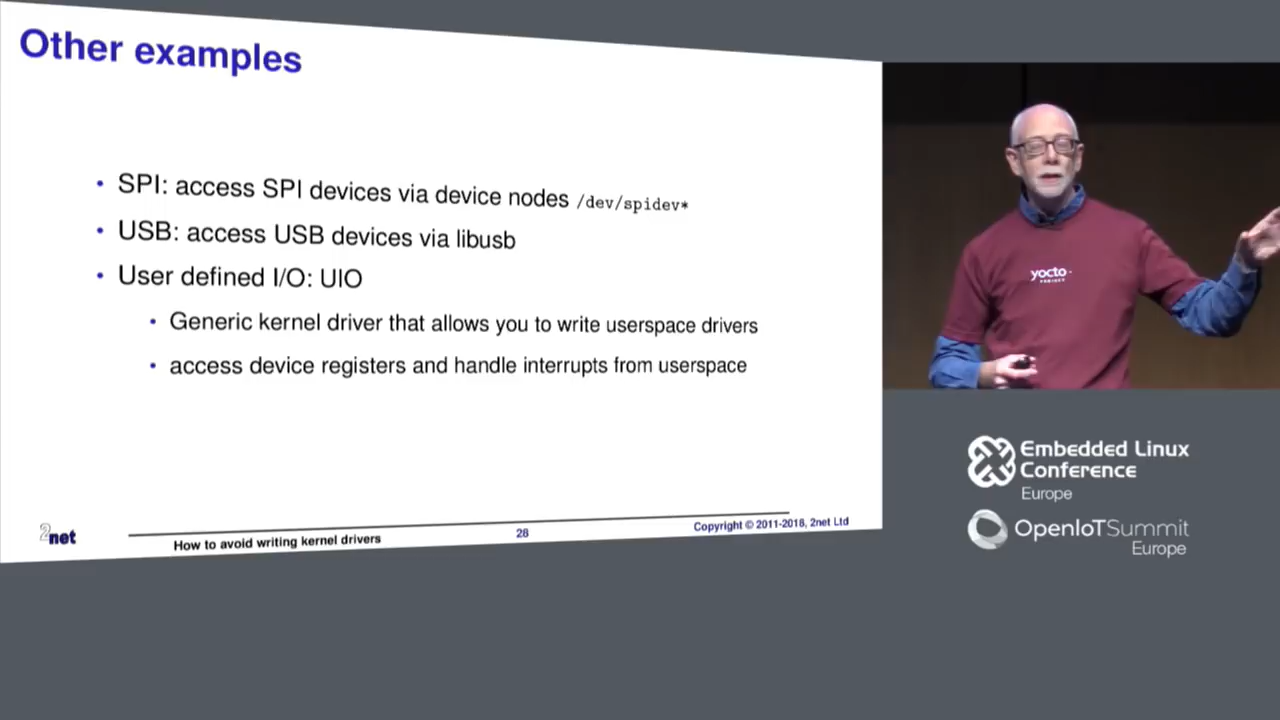 Other examples
• SPI: access SPI devices via device nodes /dev/spidev*
• USB: access USB devices via libusb
• User defined I/O: UIO
• Generic kernel driver that allows you to write userspace drivers
• access device registers and handle interrupts from userspace
2net
How to avoid writing kernel drivers
28
Copyright © 2011-2018, 2net Ltd
yocto
PROJECT
Embedded Linux
Conference
Europe
OpenIoTSummit
Europe